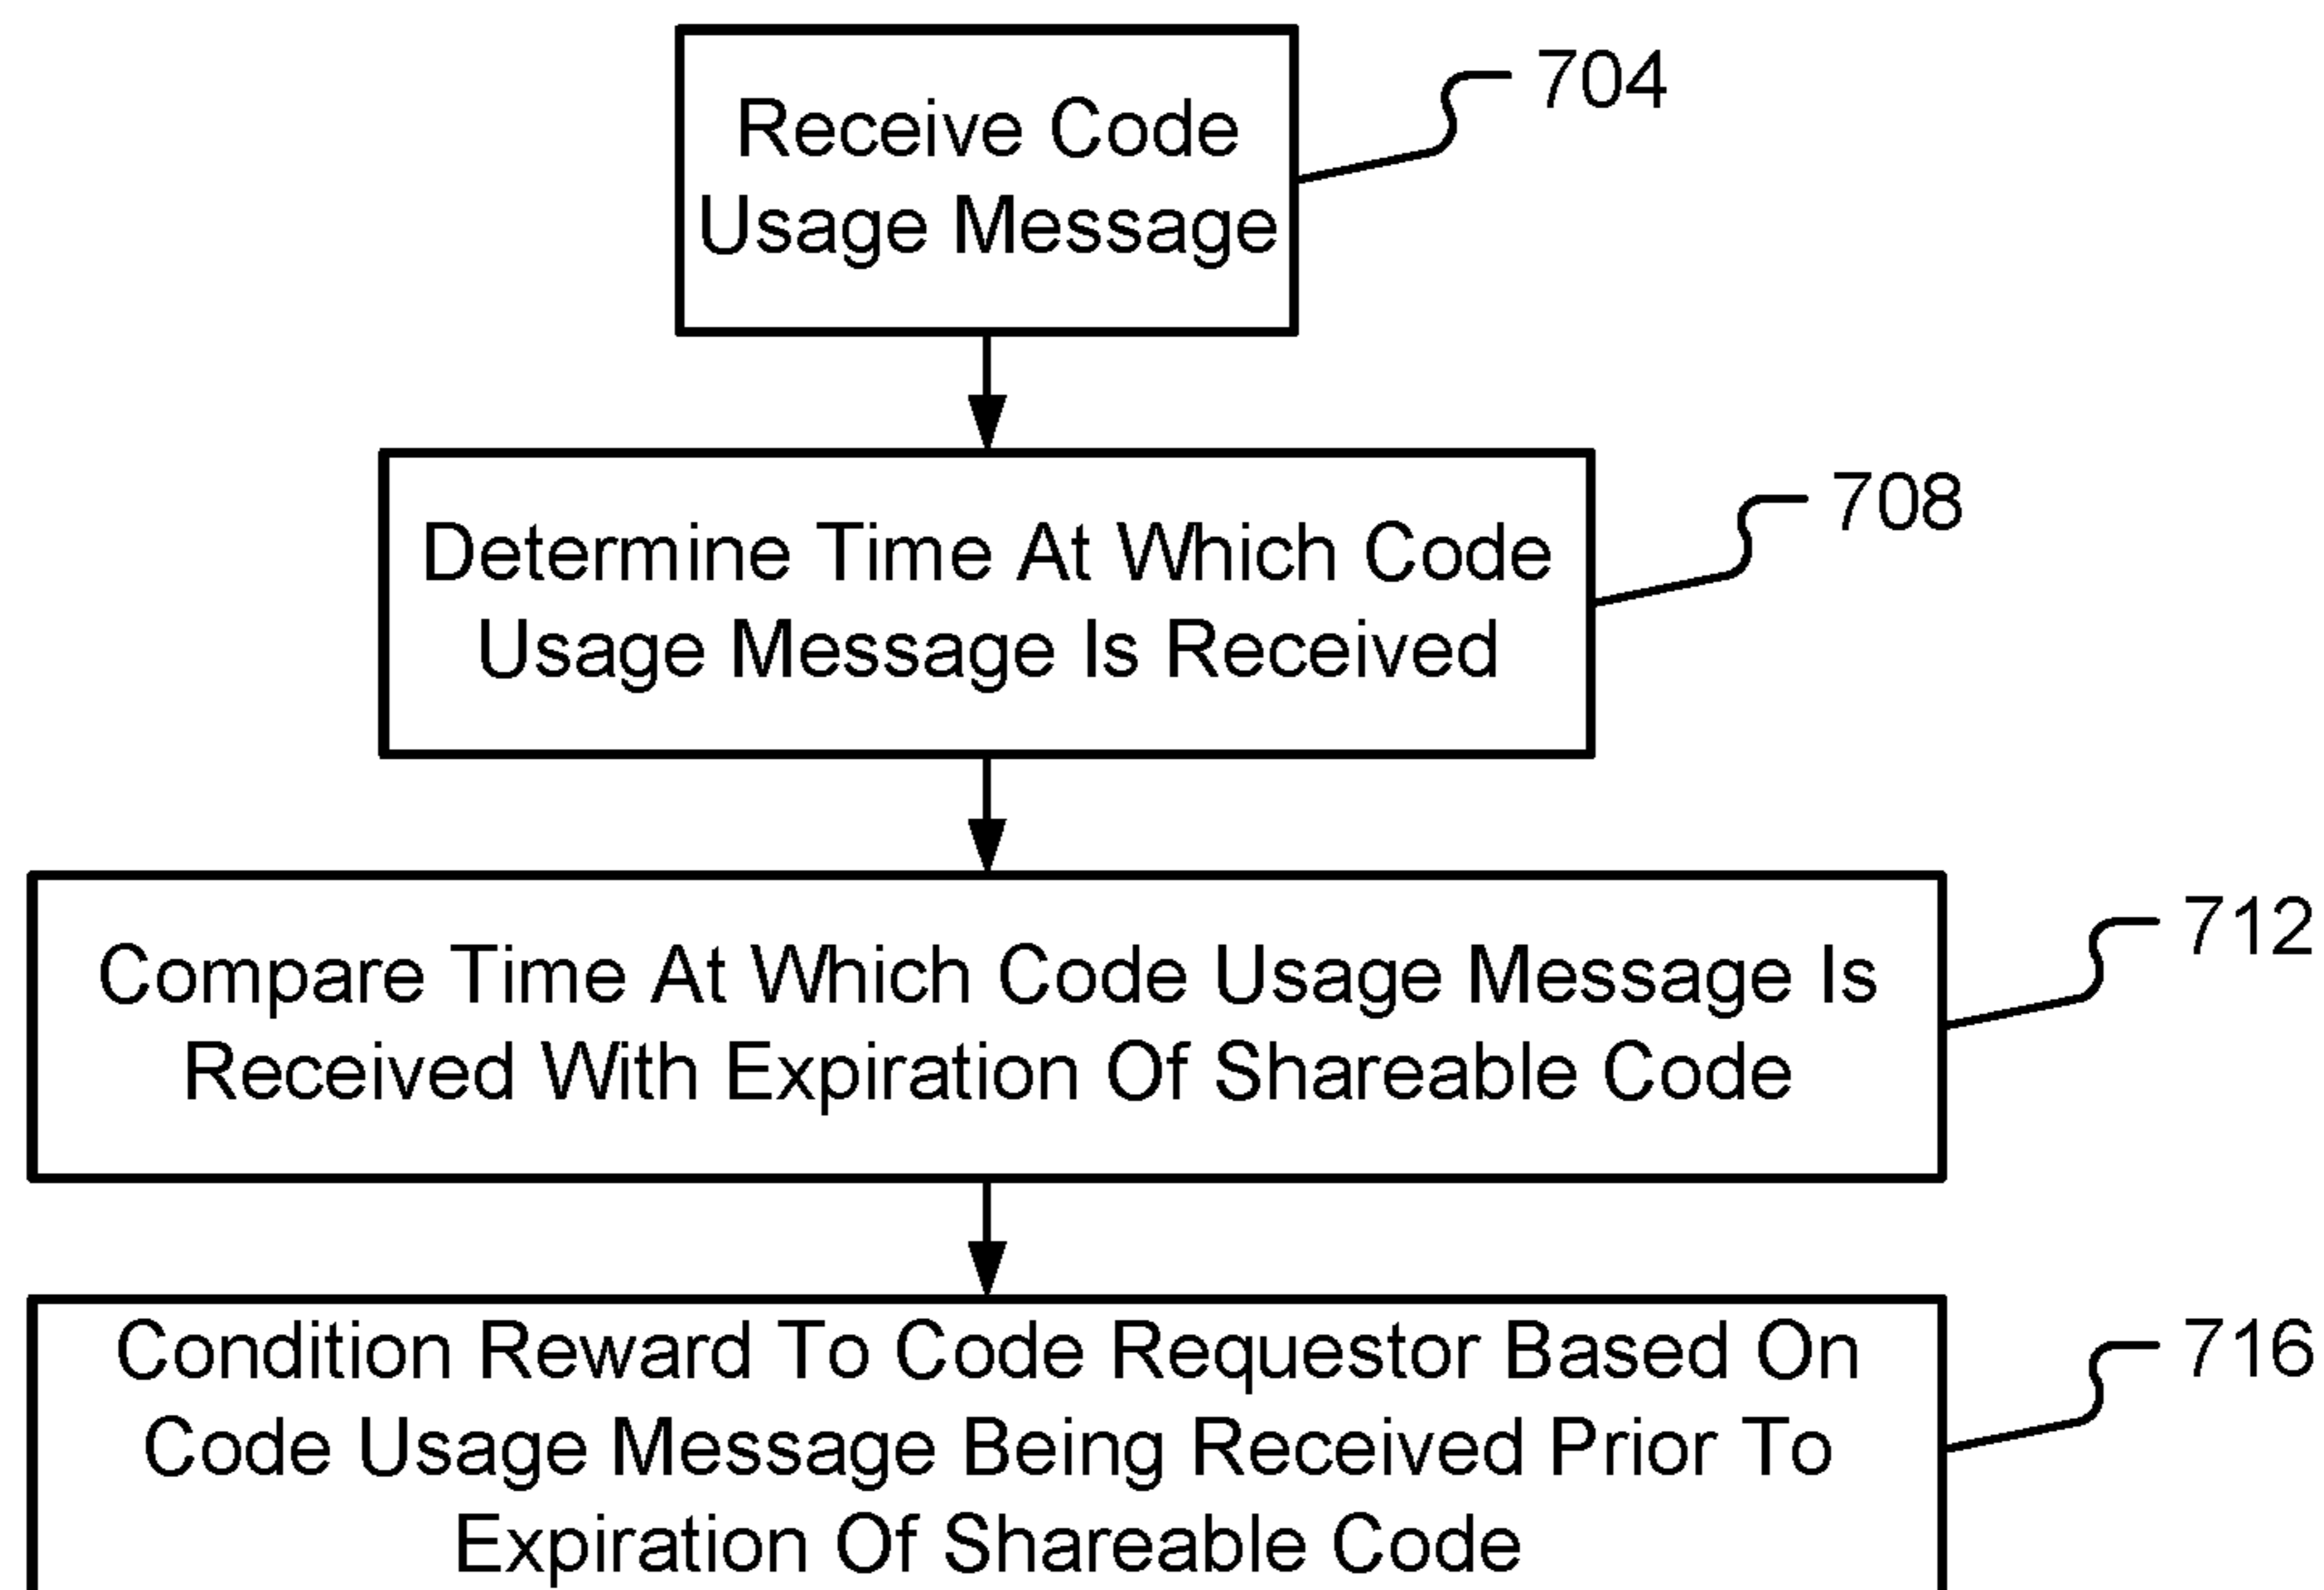 Receive Code
Usage Message
704
Determine Time At Which Code
Usage Message Is Received
708
Compare Time At Which Code Usage Message Is
Received With Expiration Of Shareable Code
712
Condition Reward To Code Requestor Based On
Code Usage Message Being Received Prior To
Expiration Of Shareable Code
716